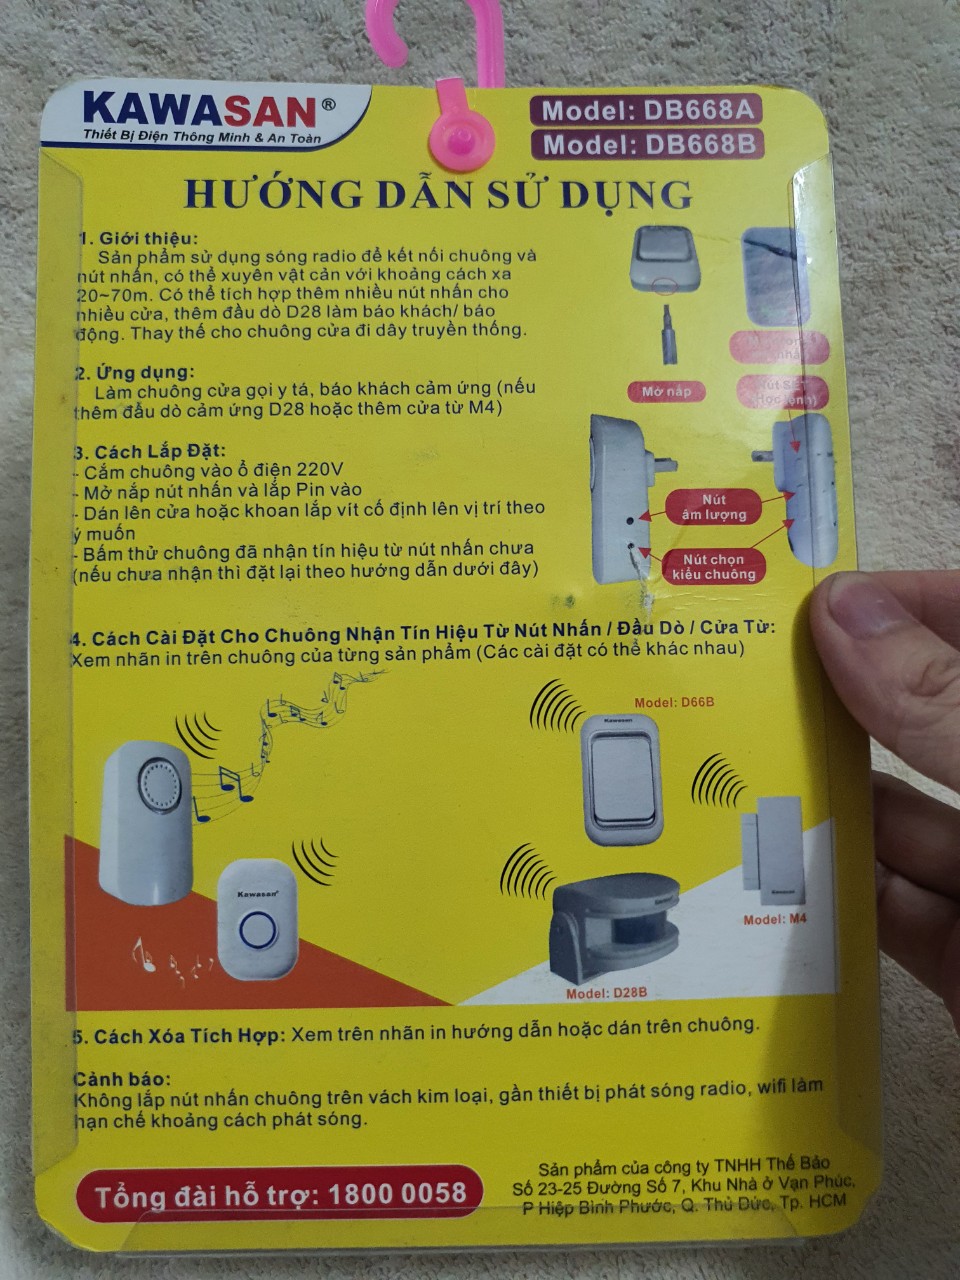 KAWASAN®
Thiết Bị Điện Thông Minh & An Toàn
Model: DB668A
Model: DB668B
HƯỚNG DẪN SỬ DỤNG
1. Giới thiệu:
Sản phẩm sử dụng sóng radio để kết nối chuông và
nút nhấn, có thể xuyên vật cản với khoảng cách xa
20~70m. Có thể tích hợp thêm nhiều nút nhấn cho
nhiều cửa, thêm đầu dò D28 làm báo khách/ báo
động. Thay thế cho chuông cửa đi dây truyền thống.
2. Ứng dụng:
Làm chuông cửa gọi y tá, báo khách cảm ứng (nếu
thêm đầu dò cảm ứng D28 hoặc thêm cửa từ M4)
3. Cách Lắp Đặt:
- Cắm chuông vào ổ điện 220V
- Mở nắp nút nhấn và lắp Pin vào
- Dán lên cửa hoặc khoan lắp vít cố định lên vị trí theo
ý muốn
- Bấm thử chuông đã nhận tín hiệu từ nút nhấn chưa
(nếu chưa nhận thì đặt lại theo hướng dẫn dưới đây)
Mở nắp
Nút SET
(Học lệnh)
Nút
âm lượng
Nút chọn
kiểu chuông
4. Cách Cài Đặt Cho Chuông Nhận Tín Hiệu Từ Nút Nhấn / Đầu Dò / Cửa Từ:
Xem nhãn in trên chuông của từng sản phẩm (Các cài đặt có thể khác nhau)
Model: D66B
Kawasan
Kawasan®
Kawasan
Model: M4
Model: D28B
5. Cách Xóa Tích Hợp: Xem trên nhãn in hướng dẫn hoặc dán trên chuông.
Cảnh báo:
Không lắp nút nhấn chuông trên vách kim loại, gần thiết bị phát sóng radio, wifi làm
hạn chế khoảng cách phát sóng.
Tổng đài hỗ trợ: 1800 0058
Sản phẩm của công ty TNHH Thế Bảo
Số 23-25 Đường Số 7, Khu Nhà ở Vạn Phúc,
P Hiệp Bình Phước, Q. Thủ Đức, Tp. HCM